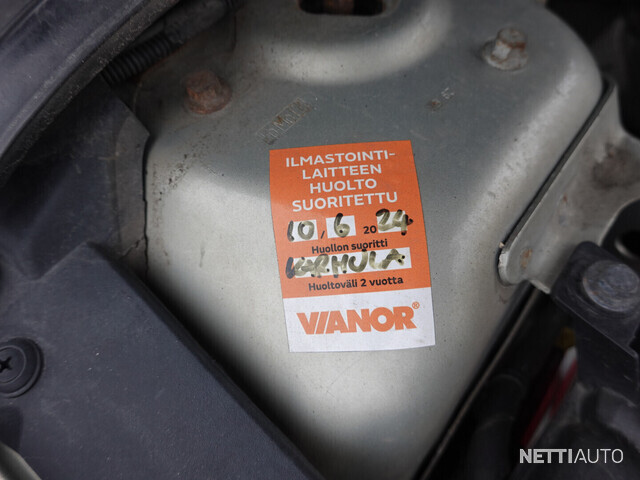 ILMASTOINTI-
LAITTEEN
HUOLTO
SUORITETTU
10, 6 2024
Huollon suoritti
KARHULA
Huoltoväli 2 vuotta
VIANOR®
NETTIAUTO